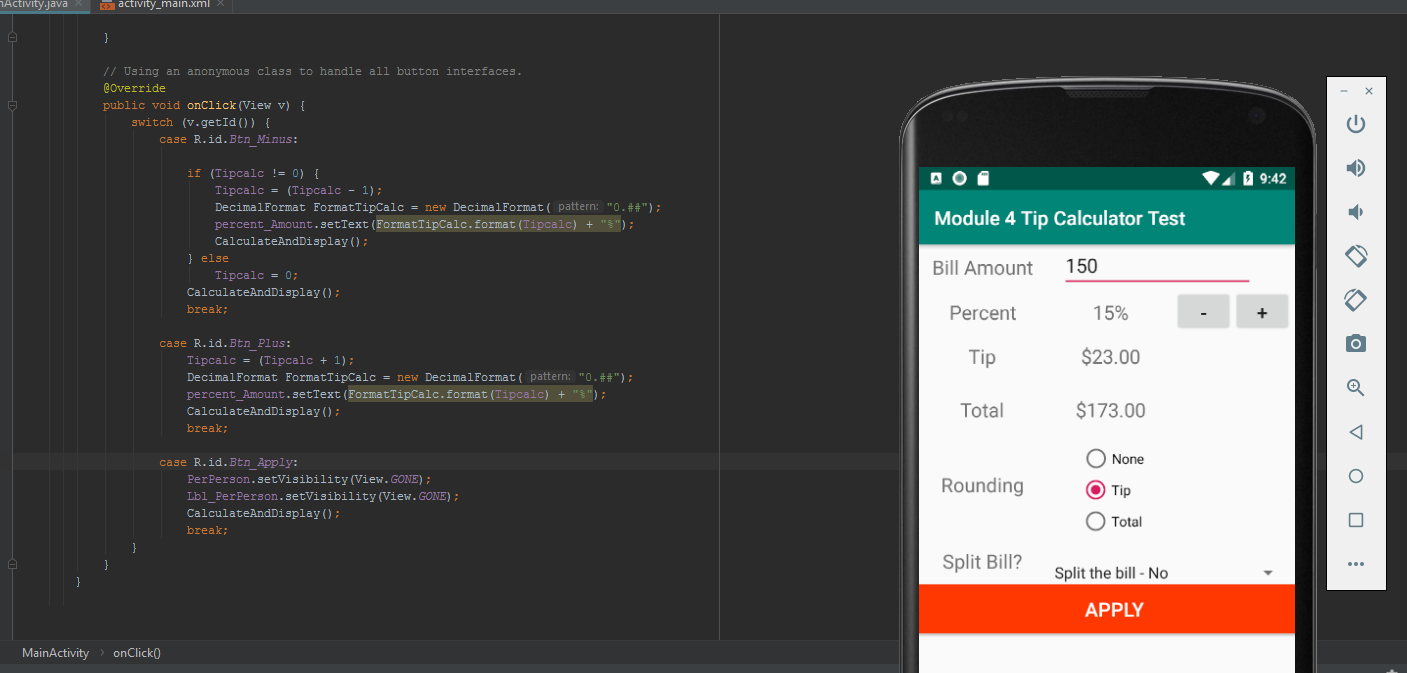 nActivity.java × activity_main.xml ×
}
// Using an anonymous class to handle all button interfaces.
@Override
public void onClick(View v) {
switch (v.getId()) {
case R.id.Btn_Minus:
if (Tipcalc != 0) {
Tipcalc = (Tipcalc - 1);
DecimalFormat FormatTipCalc = new DecimalFormat( pattern: "0.##");
percent_Amount.setText(FormatTipCalc.format(Tipcalc) + "%");
CalculateAndDisplay();
} else
Tipcalc = 0;
CalculateAndDisplay();
break;
case R.id.Btn_Plus:
Tipcalc = (Tipcalc + 1);
DecimalFormat FormatTipCalc = new DecimalFormat( pattern: "0.##");
percent_Amount.setText(FormatTipCalc.format(Tipcalc) + "%");
CalculateAndDisplay();
break;
case R.id.Btn_Apply:
PerPerson.setVisibility(View.GONE);
Lbl_PerPerson.setVisibility(View.GONE);
CalculateAndDisplay();
break;
}
}
}
MainActivity › onClick()
9:42
Module 4 Tip Calculator Test
Bill Amount 150
Percent 15% - +
Tip $23.00
Total $173.00
None
Rounding
Tip
Total
Split Bill?
Split the bill - No
APPLY